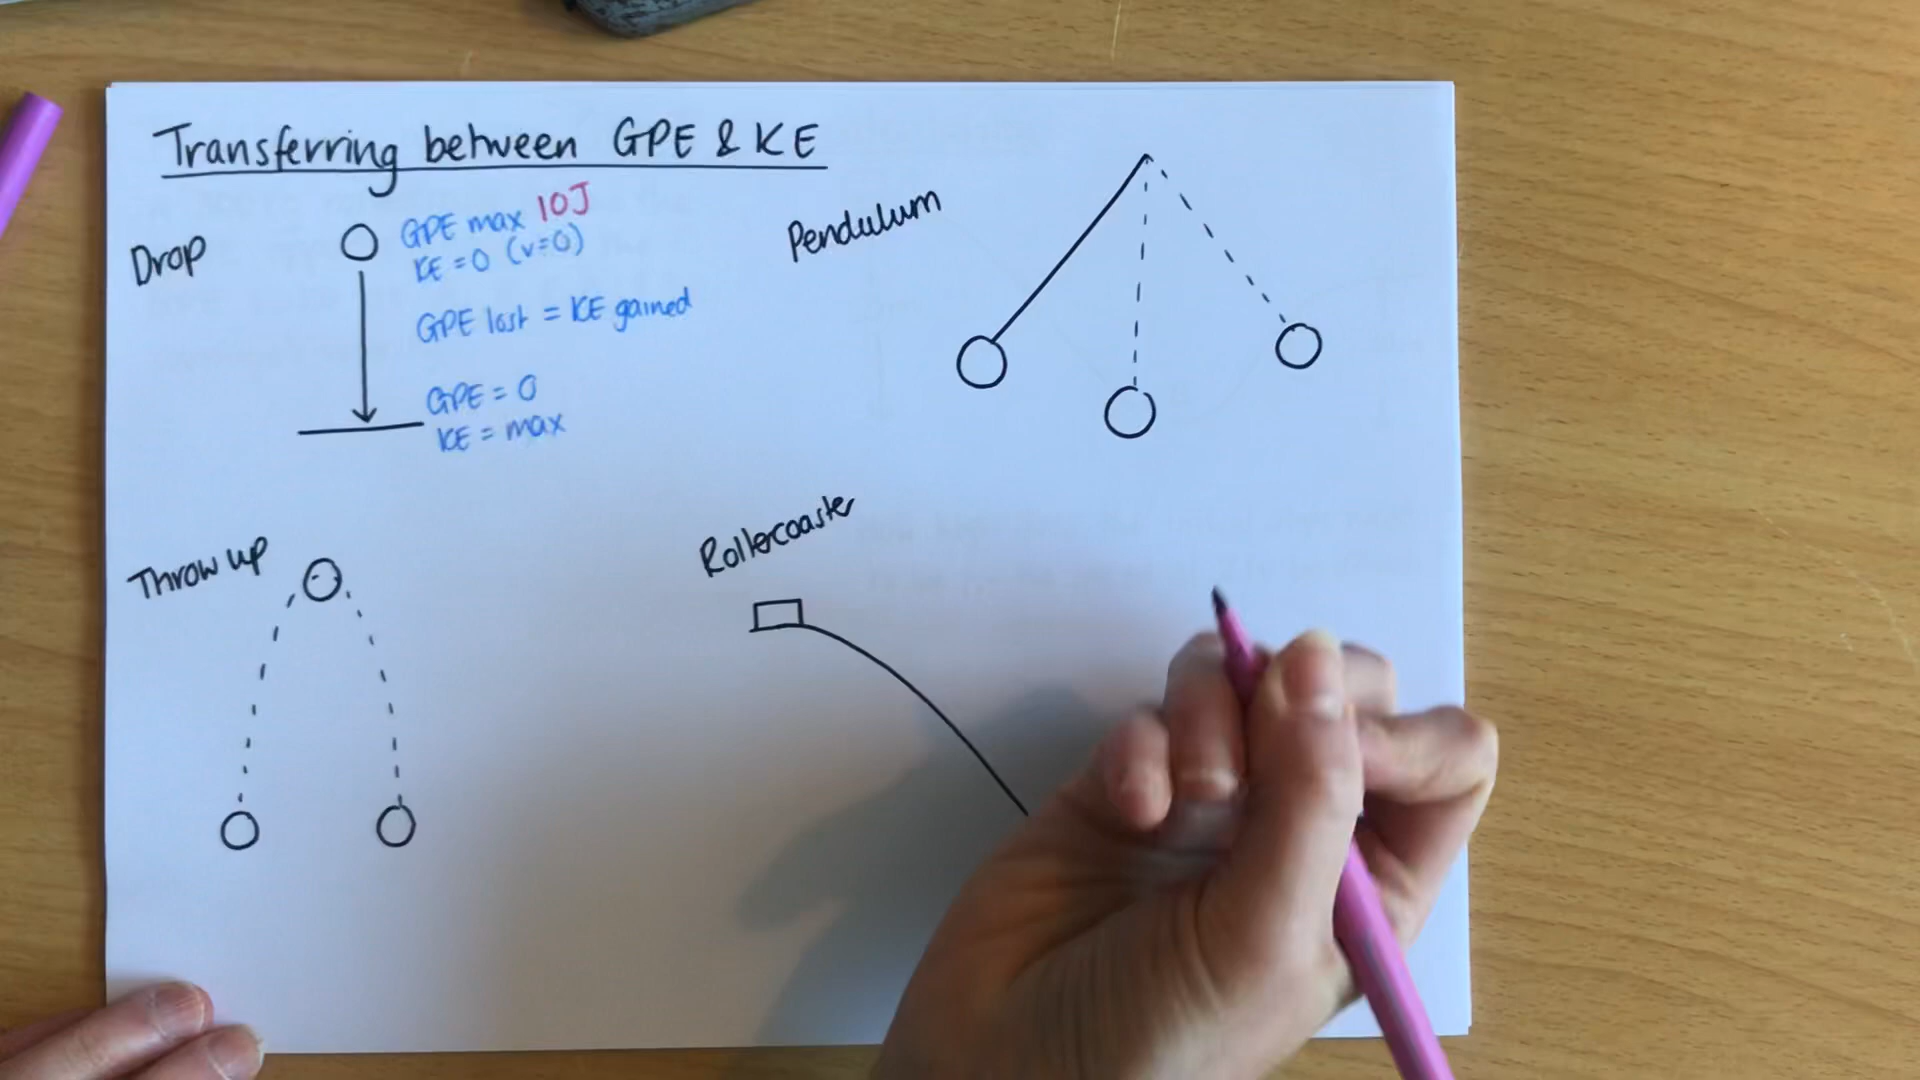 Transferring between GPE & KE
Drop
GPE max 10J
KE = 0 (v=0)
GPE lost = KE gained
GPE = 0
KE = max
Pendulum
Throw up
Rollercoaster